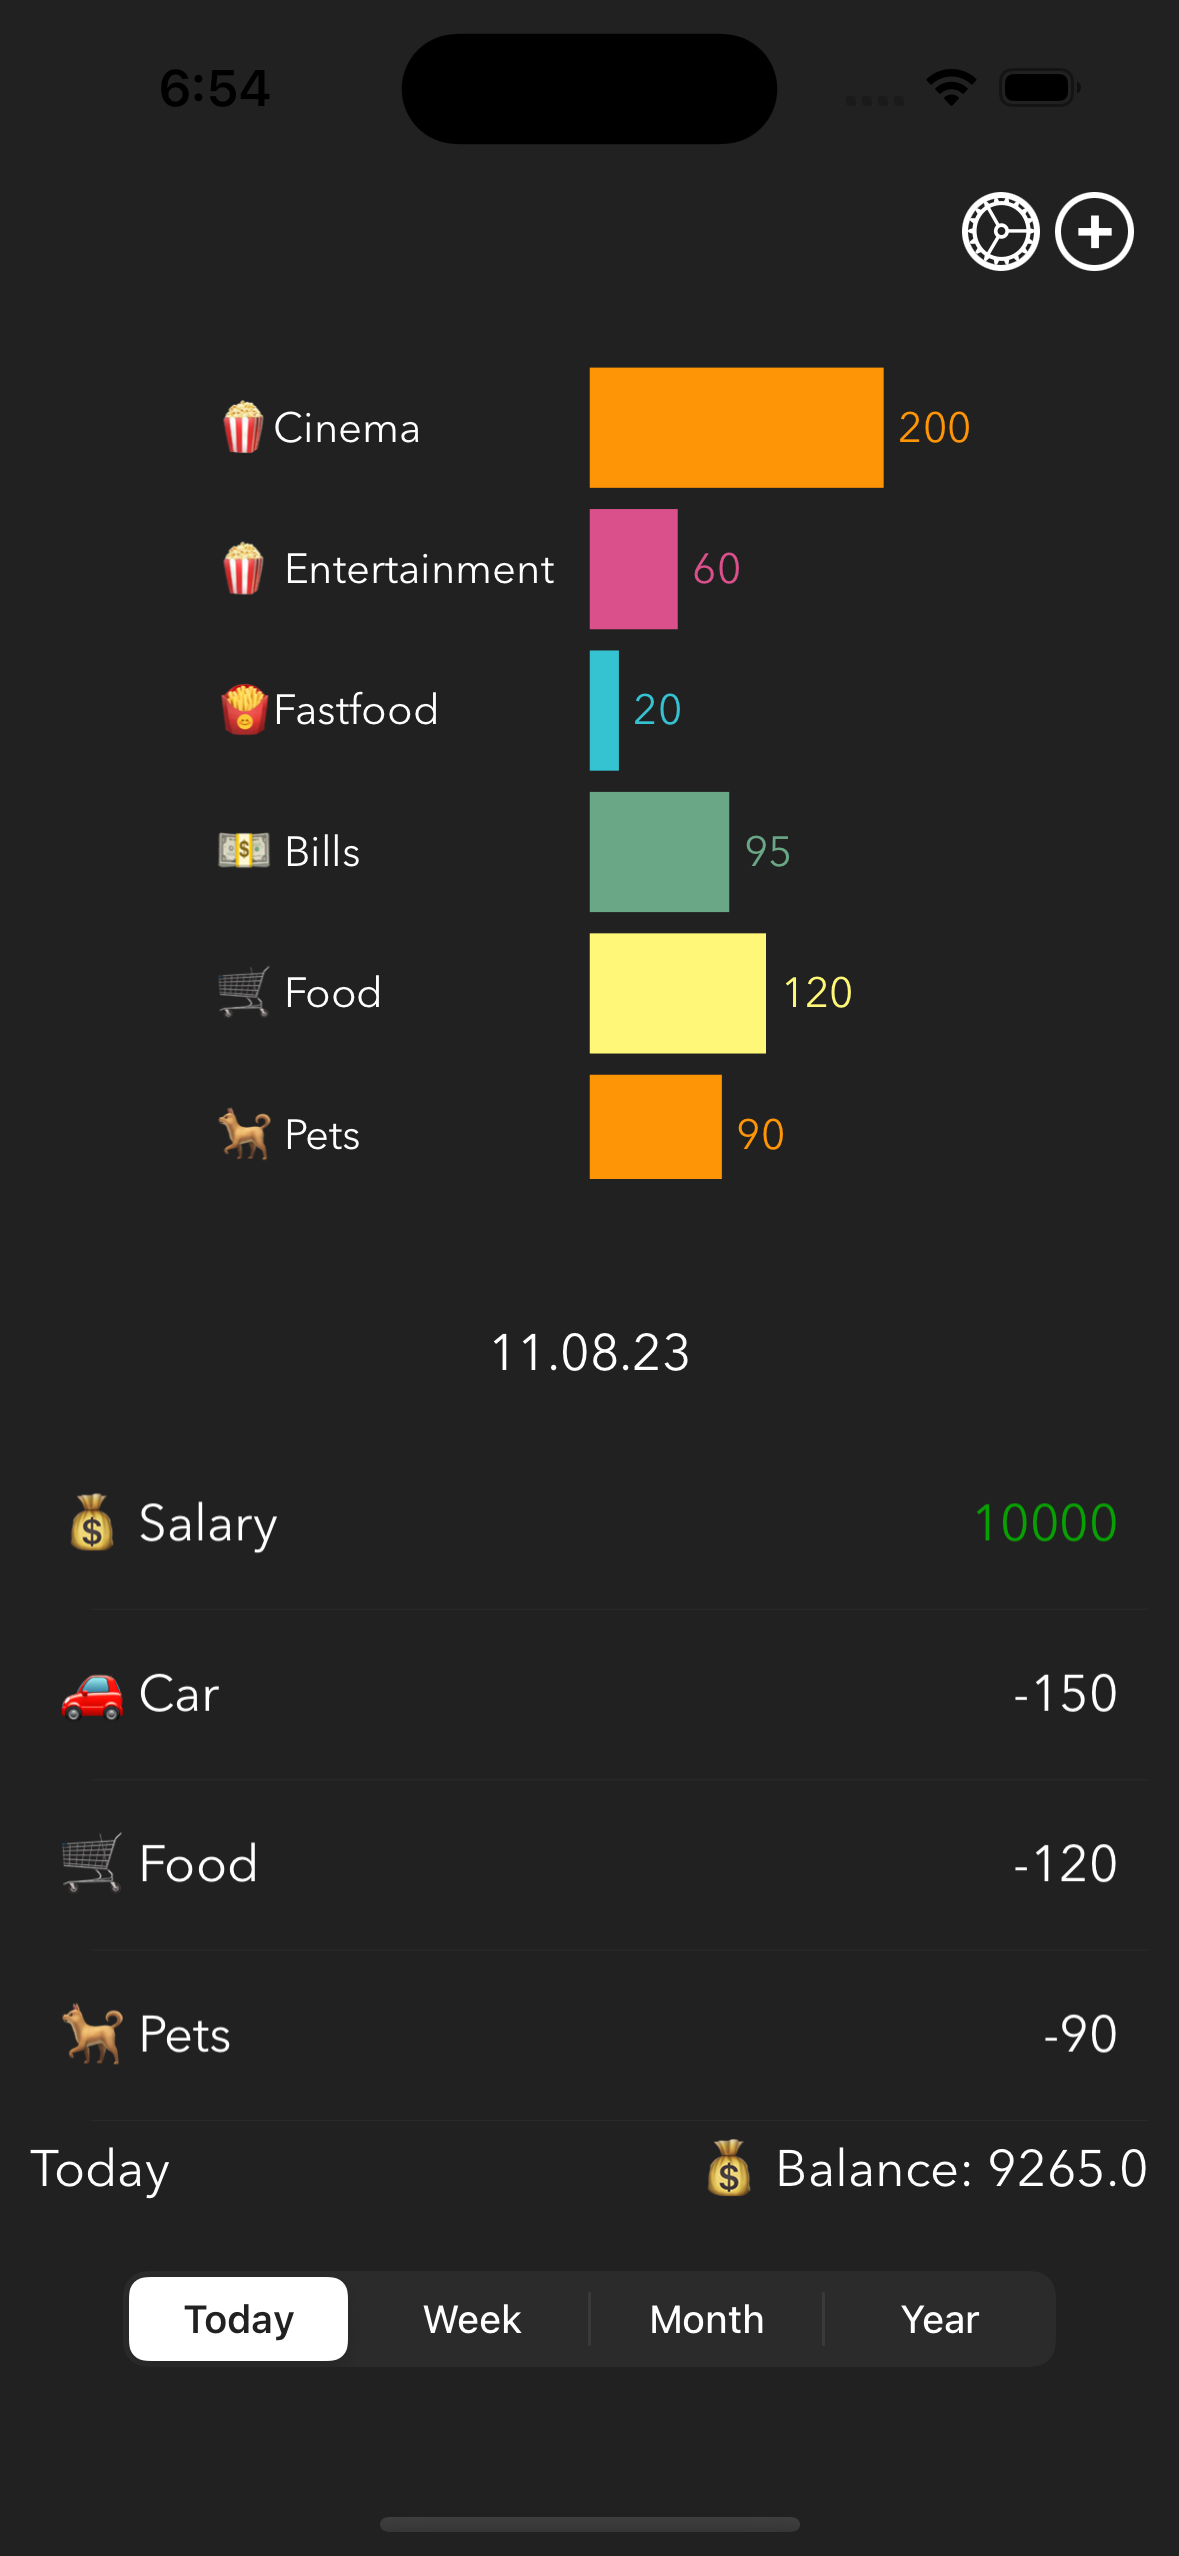 6:54
Cinema 200
Entertainment 60
Fastfood 20
Bills 95
Food 120
Pets 90
11.08.23
Salary 10000
Car -150
Food -120
Pets -90
Today Balance: 9265.0
Today Week Month Year